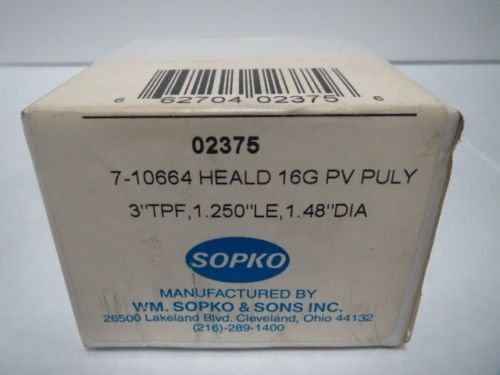 6 62704 02375 6
02375
7-10664 HEALD 16G PV PULY
3"TPF,1.250"LE,1.48"DIA
SOPKO
MANUFACTURED BY
WM. SOPKO & SONS INC.
26500 Lakeland Blvd. Cleveland, Ohio 44132
(216)-289-1400